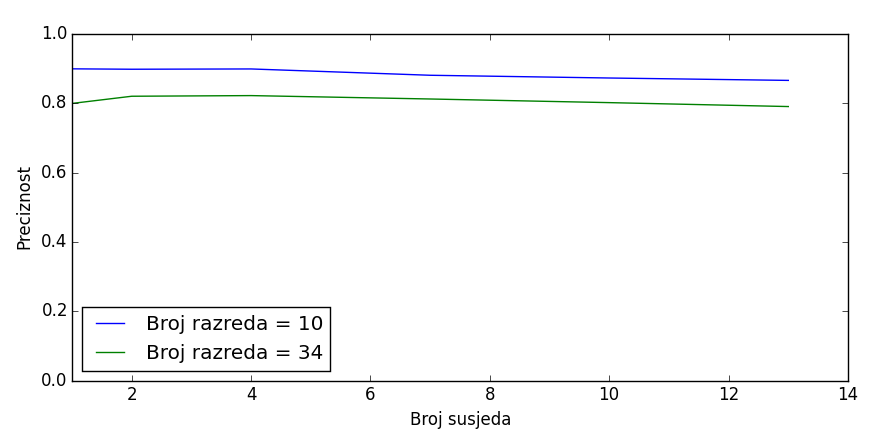 1.0
0.8
0.6
0.4
0.2
0.0
Preciznost
Broj razreda = 10
Broj razreda = 34
2 4 6 8 10 12 14
Broj susjeda